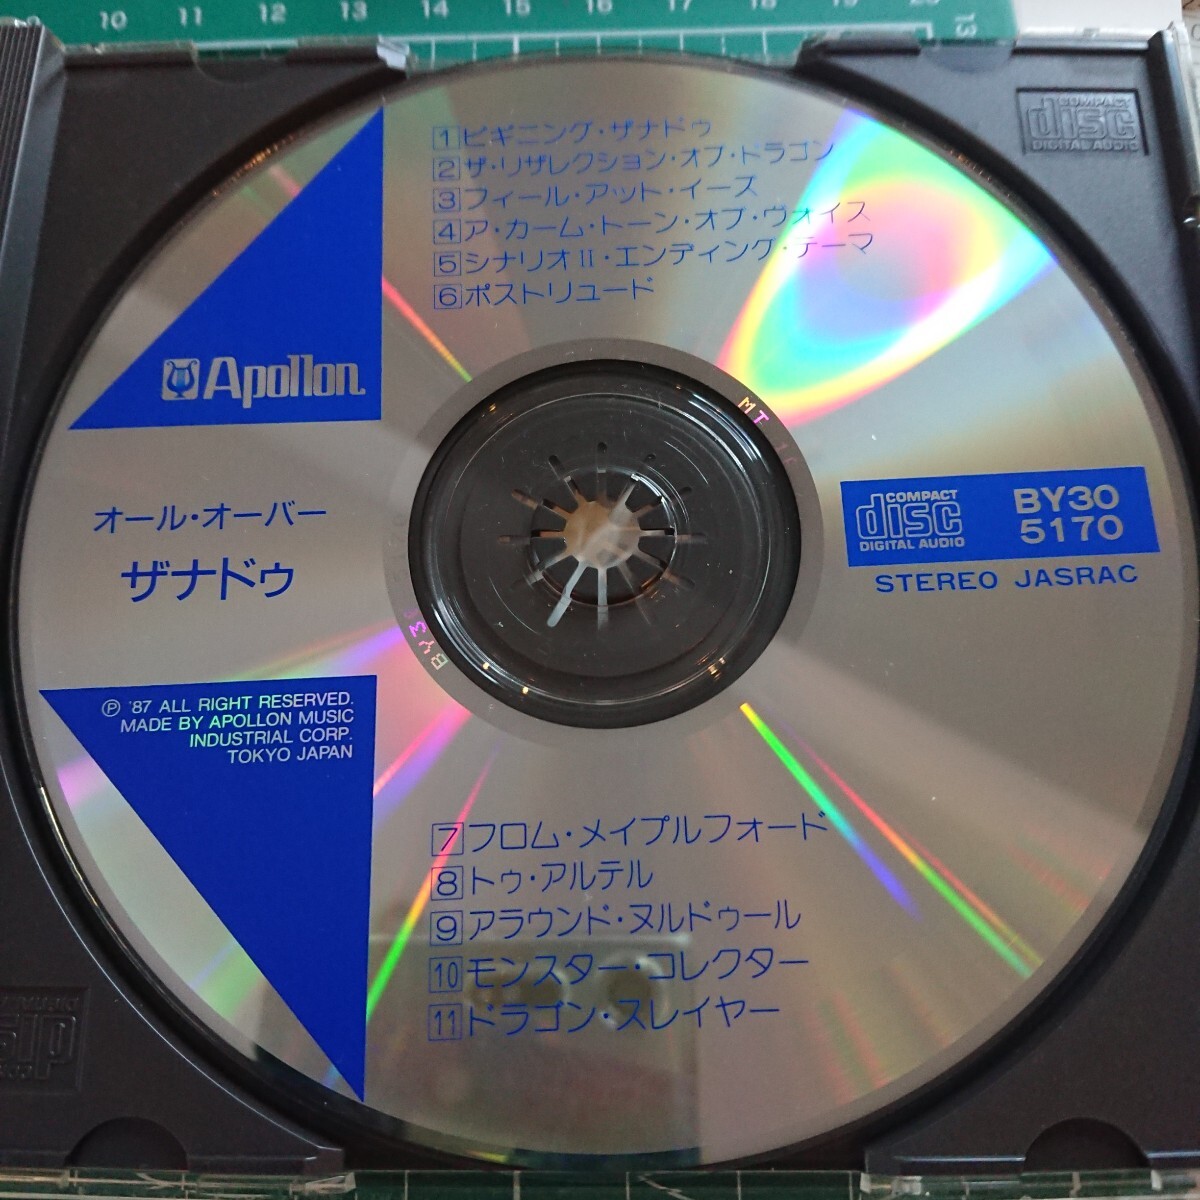 10 11 12 13 14 15 16 17 18 19 20
13
COMPACT
disc
DIGITAL AUDIO
1 ビギニング・ザナドゥ
2 ザ・リザレクション・オブ・ドラゴン
3 フィール・アット・イーズ
4 ア・カーム・トーン・オブ・ヴォイス
5 シナリオII・エンディング・テーマ
6 ポストリュード
Apollon
オール・オーバー
ザナドゥ
COMPACT
disc
DIGITAL AUDIO
BY30
5170
STEREO JASRAC
Ⓟ '87 ALL RIGHT RESERVED.
MADE BY APOLLON MUSIC
INDUSTRIAL CORP.
TOKYO JAPAN
7 フロム・メイプルフォード
8 トゥ・アルテル
9 アラウンド・ヌルドゥール
10 モンスター・コレクター
11 ドラゴン・スレイヤー